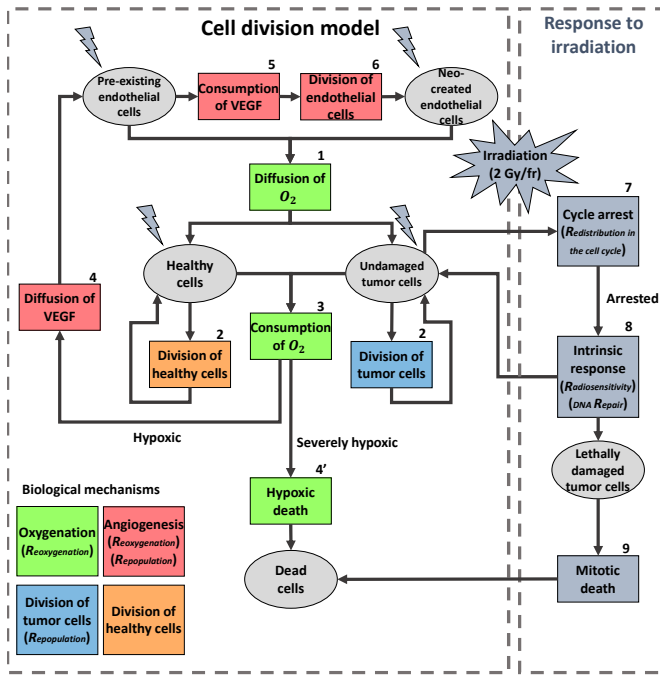 Cell division model
Response to
irradiation
Pre-existing
endothelial
cells
5
Consumption
of VEGF
6
Division of
endothelial cells
Neo-
created
endothelial
cells
1
Diffusion of
O₂
Irradiation
(2 Gy/fr)
7
Cycle arrest
(Redistribution in
the cell cycle)
4
Diffusion of
VEGF
Healthy
cells
Undamaged
tumor cells
Arrested
2
Division of
healthy cells
3
Consumption
of O₂
2
Division of
tumor cells
8
Intrinsic
response
(Radiosensitivity)
(DNA Repair)
Hypoxic
Severely hypoxic
Lethally
damaged
tumor cells
4’
Hypoxic
death
Biological mechanisms
Oxygenation
(Reoxygenation)
Angiogenesis
(Reoxygenation)
(Repopulation)
Division of
tumor cells
(Repopulation)
Division of
healthy cells
Dead
cells
9
Mitotic
death